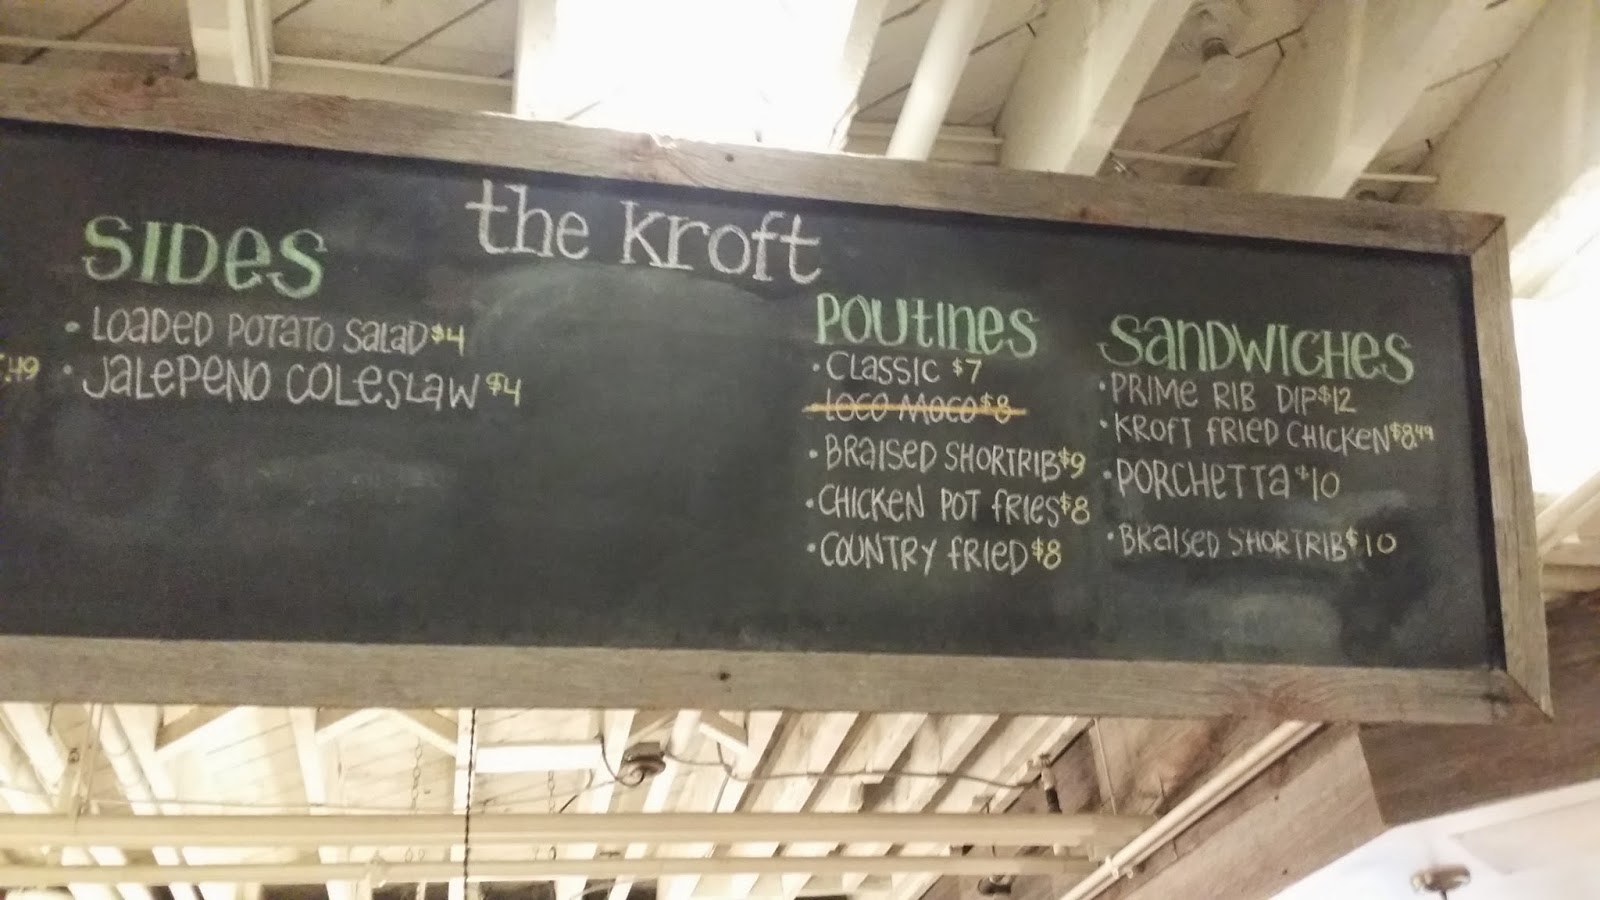 the Kroft
SIDES
• LOADED POTATO SALAD $4
• JALEPENO COLESLAW $4
.49
POUTINES
• CLASSIC $7
• LOCO MOCO $8
• BRAISED SHORTRIB $9
• CHICKEN POT FRIES $8
• COUNTRY FRIED $8
SANDWICHES
• PRIME RIB DIP $12
• KROFT FRIED CHICKEN $8.49
• PORCHETTA $10
• BRAISED SHORTRIB $10